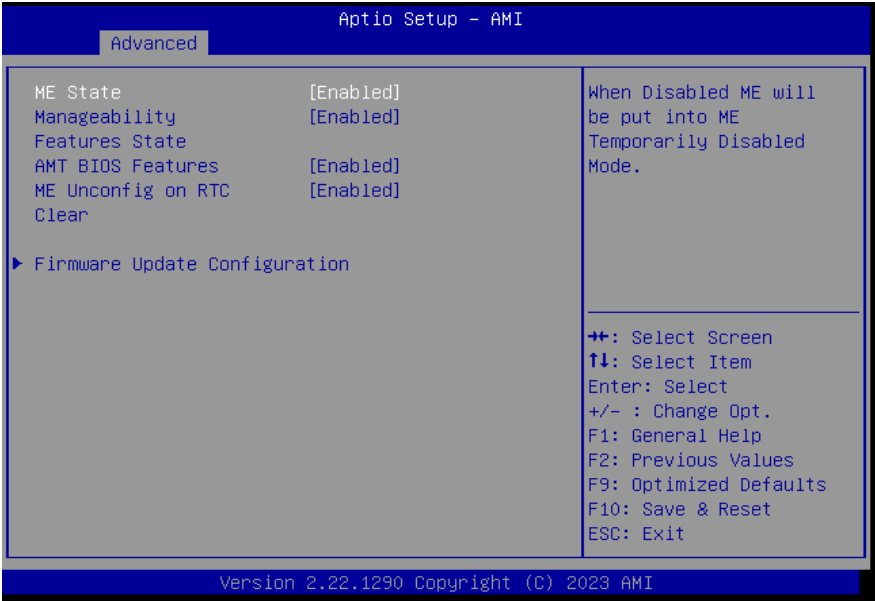 Aptio Setup – AMI
Advanced
ME State [Enabled]
Manageability [Enabled]
Features State
AMT BIOS Features [Enabled]
ME Unconfig on RTC [Enabled]
Clear
▶ Firmware Update Configuration
When Disabled ME will
be put into ME
Temporarily Disabled
Mode.
→←: Select Screen
↑↓: Select Item
Enter: Select
+/- : Change Opt.
F1: General Help
F2: Previous Values
F9: Optimized Defaults
F10: Save & Reset
ESC: Exit
Version 2.22.1290 Copyright (C) 2023 AMI